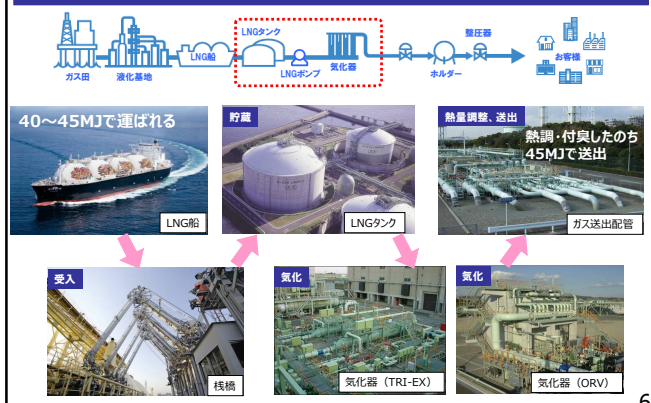 ガス田
液化基地
LNG船
LNGタンク
LNGポンプ
気化器
整圧器
ホルダー
お客様
40～45MJで運ばれる
LNG船
貯蔵
LNGタンク
熱量調整、送出
熱調・付臭したのち
45MJで送出
ガス送出配管
受入
桟橋
気化
気化器（TRI-EX）
気化
気化器（ORV）
6